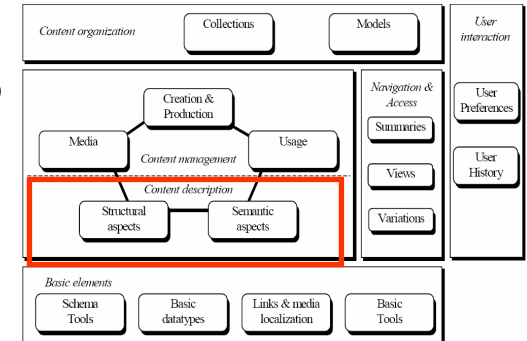 Content organization
Collections
Models
User
interaction
Creation &
Production
Media
Usage
Content management
Content description
Structural
aspects
Semantic
aspects
Navigation &
Access
Summaries
Views
Variations
User
Preferences
User
History
Basic elements
Schema
Tools
Basic
datatypes
Links & media
localization
Basic
Tools